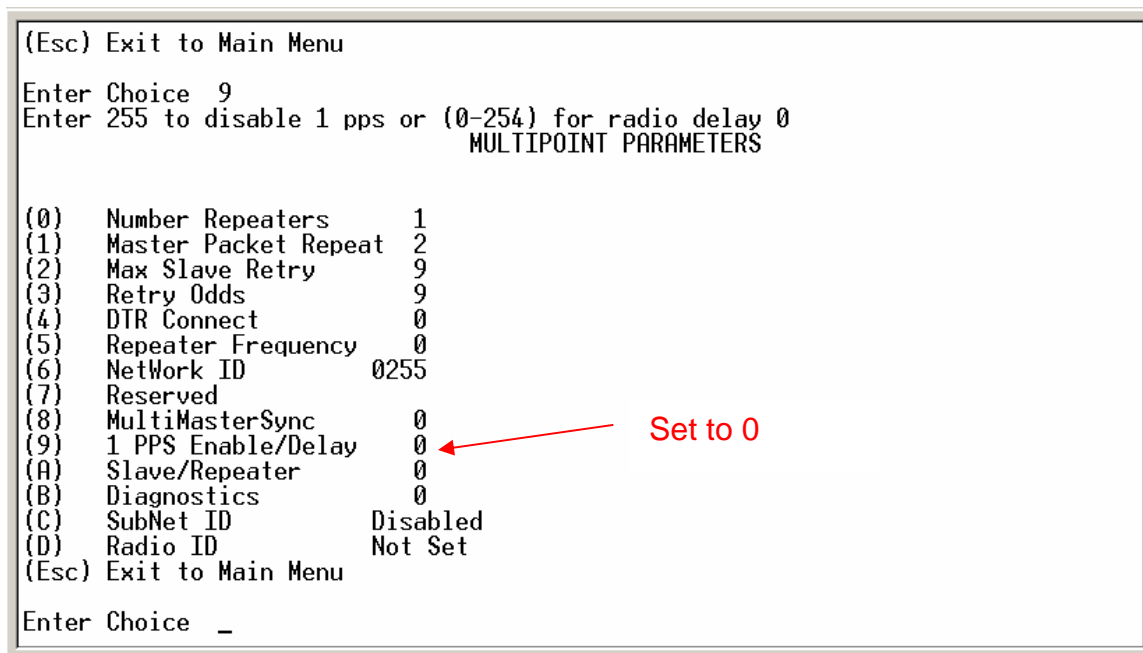 (Esc) Exit to Main Menu
Enter Choice 9
Enter 255 to disable 1 pps or (0-254) for radio delay 0
MULTIPOINT PARAMETERS
(0) Number Repeaters 1
(1) Master Packet Repeat 2
(2) Max Slave Retry 9
(3) Retry Odds 9
(4) DTR Connect 0
(5) Repeater Frequency 0
(6) NetWork ID 0255
(7) Reserved
(8) MultiMasterSync 0
(9) 1 PPS Enable/Delay 0
Set to 0
(A) Slave/Repeater 0
(B) Diagnostics 0
(C) SubNet ID Disabled
(D) Radio ID Not Set
(Esc) Exit to Main Menu
Enter Choice _